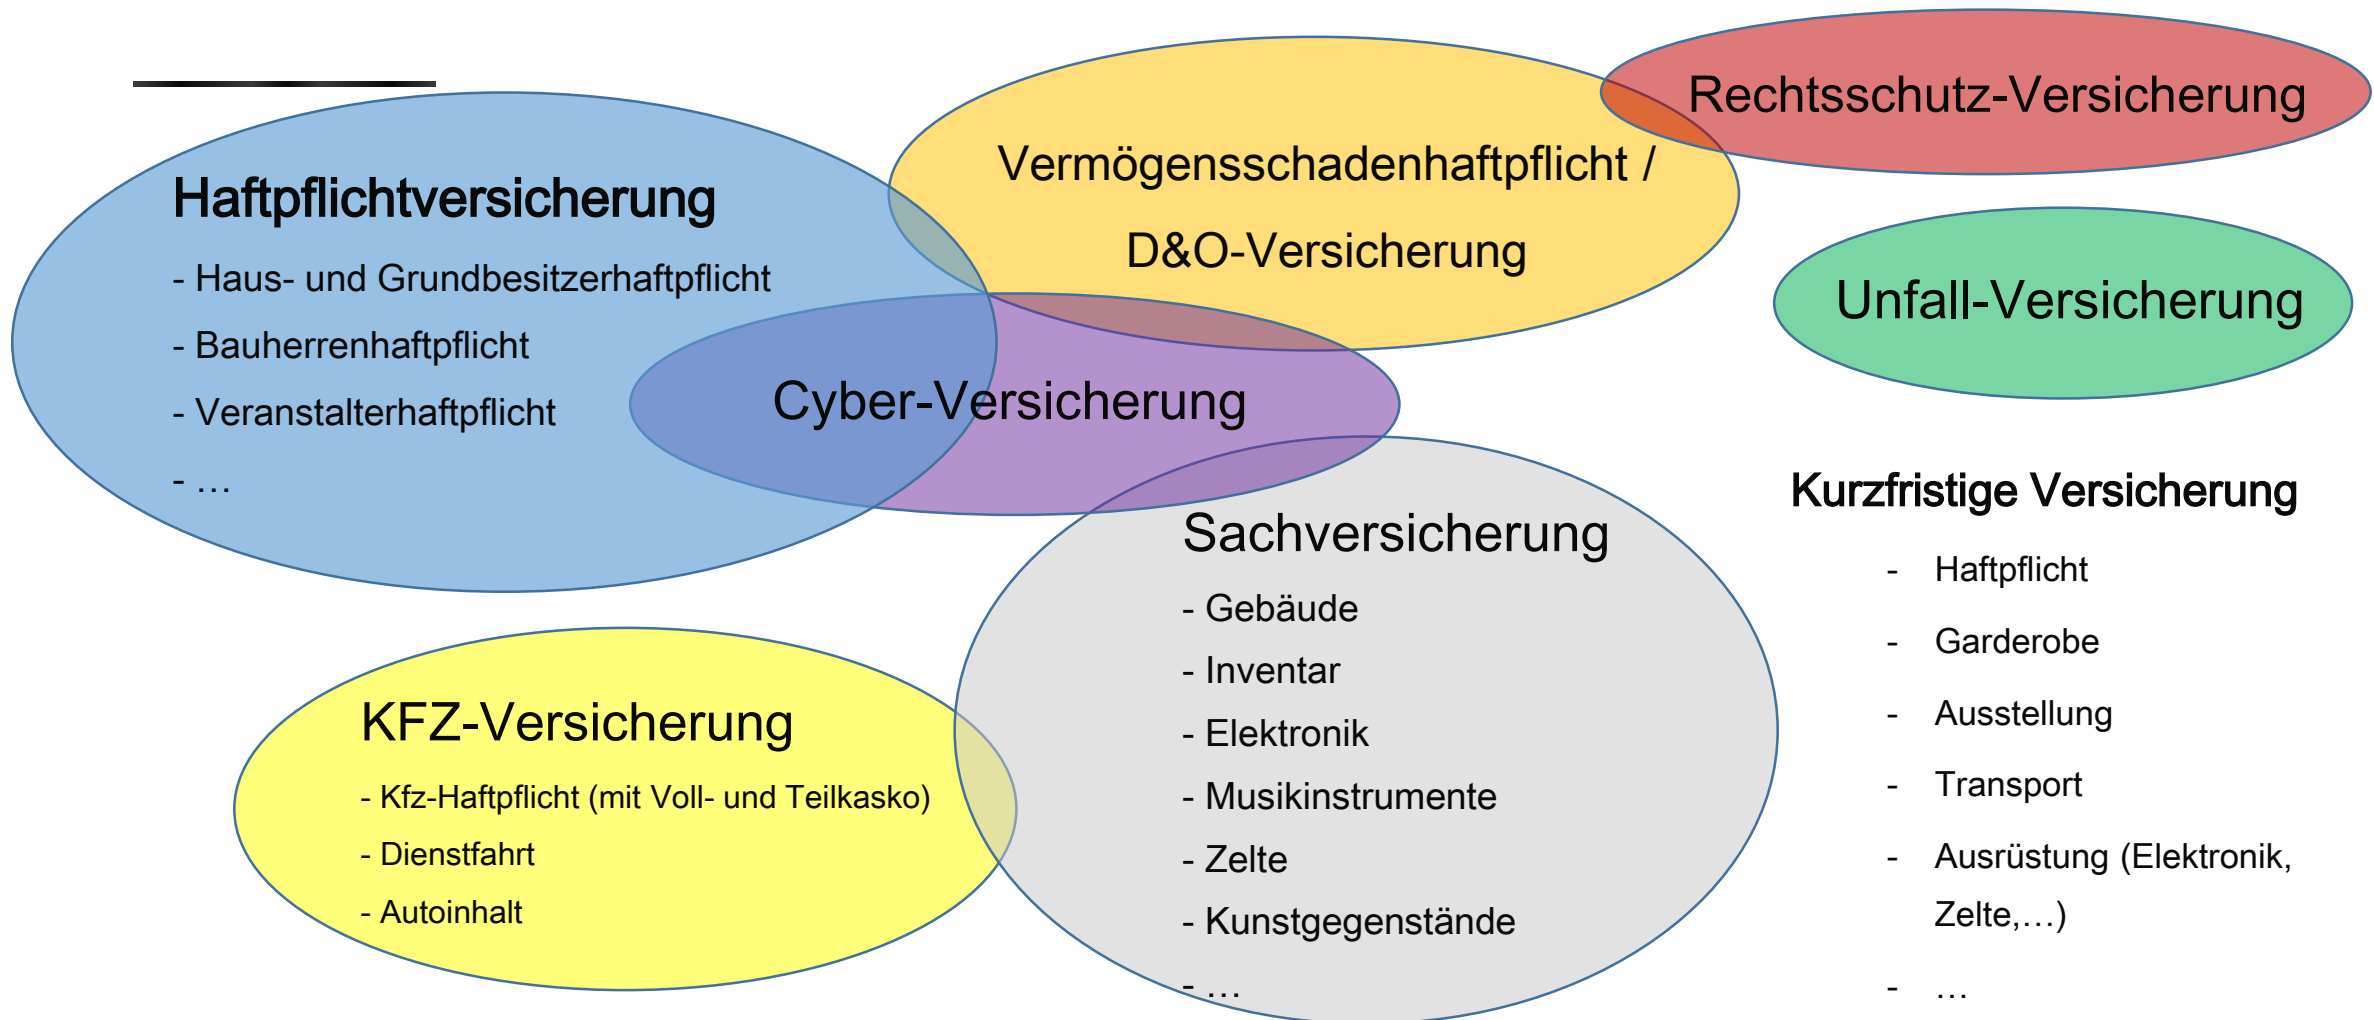 Haftpflichtversicherung
- Haus- und Grundbesitzerhaftpflicht
- Bauherrenhaftpflicht
- Veranstalterhaftpflicht
- …
Vermögensschadenhaftpflicht /
D&O-Versicherung
Rechtsschutz-Versicherung
Unfall-Versicherung
Cyber-Versicherung
KFZ-Versicherung
- Kfz-Haftpflicht (mit Voll- und Teilkasko)
- Dienstfahrt
- Autoinhalt
Sachversicherung
- Gebäude
- Inventar
- Elektronik
- Musikinstrumente
- Zelte
- Kunstgegenstände
- …
Kurzfristige Versicherung
- Haftpflicht
- Garderobe
- Ausstellung
- Transport
- Ausrüstung (Elektronik,
Zelte,…)
- …